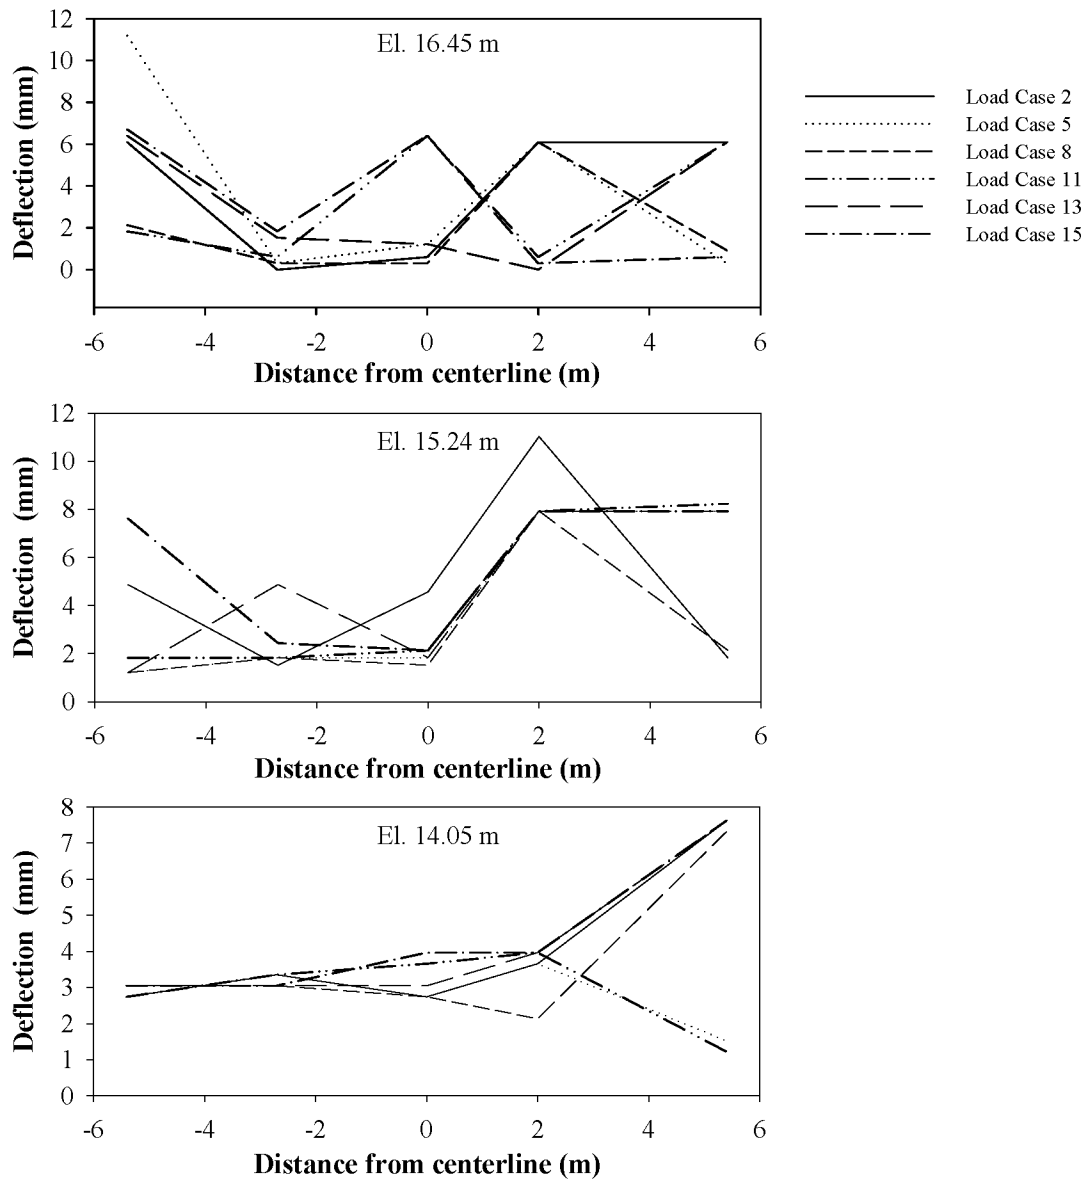 El. 16.45 m
Deflection (mm)
12
10
8
6
4
2
0
-6 -4 -2 0 2 4 6
Distance from centerline (m)
Load Case 2
Load Case 5
Load Case 8
Load Case 11
Load Case 13
Load Case 15
El. 15.24 m
Deflection (mm)
12
10
8
6
4
2
0
-6 -4 -2 0 2 4 6
Distance from centerline (m)
El. 14.05 m
Deflection (mm)
8
7
6
5
4
3
2
1
0
-6 -4 -2 0 2 4 6
Distance from centerline (m)